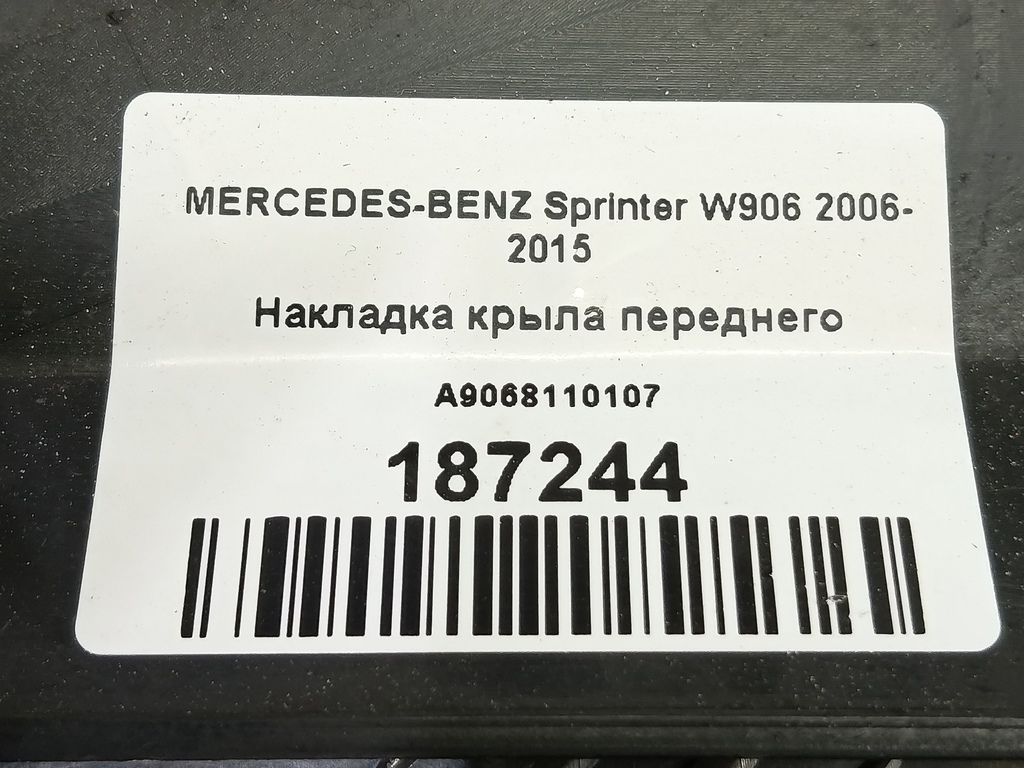 MERCEDES-BENZ Sprinter W906 2006-
2015
Накладка крыла переднего
A9068110107
187244